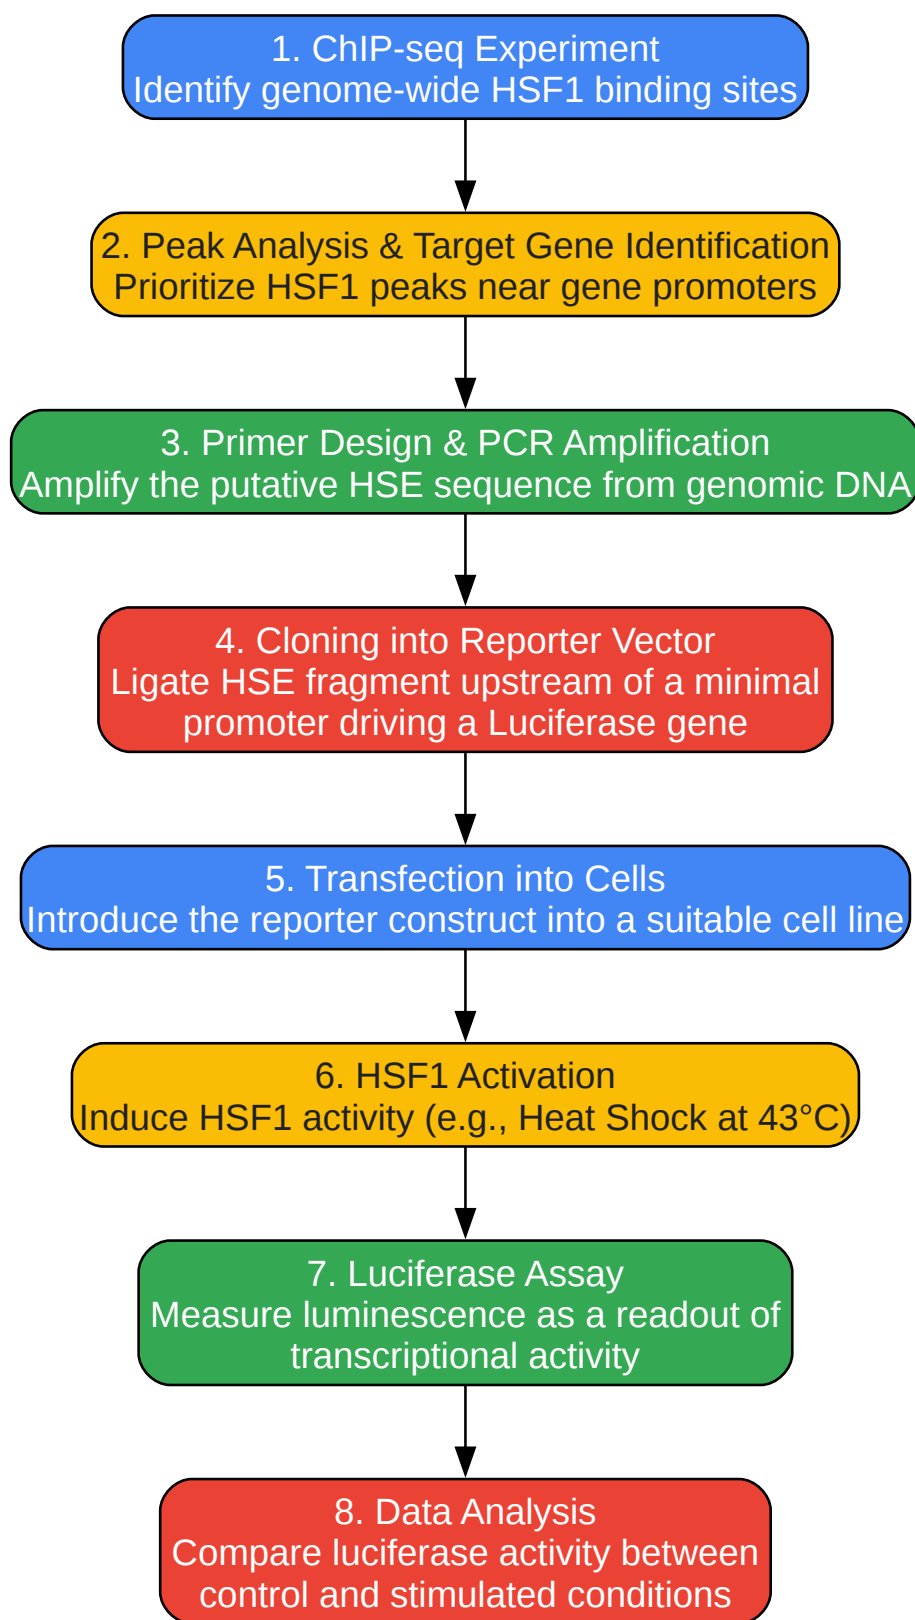 1. ChIP-seq Experiment
Identify genome-wide HSF1 binding sites
2. Peak Analysis & Target Gene Identification
Prioritize HSF1 peaks near gene promoters
3. Primer Design & PCR Amplification
Amplify the putative HSE sequence from genomic DNA
4. Cloning into Reporter Vector
Ligate HSE fragment upstream of a minimal
promoter driving a Luciferase gene
5. Transfection into Cells
Introduce the reporter construct into a suitable cell line
6. HSF1 Activation
Induce HSF1 activity (e.g., Heat Shock at 43°C)
7. Luciferase Assay
Measure luminescence as a readout of
transcriptional activity
8. Data Analysis
Compare luciferase activity between
control and stimulated conditions